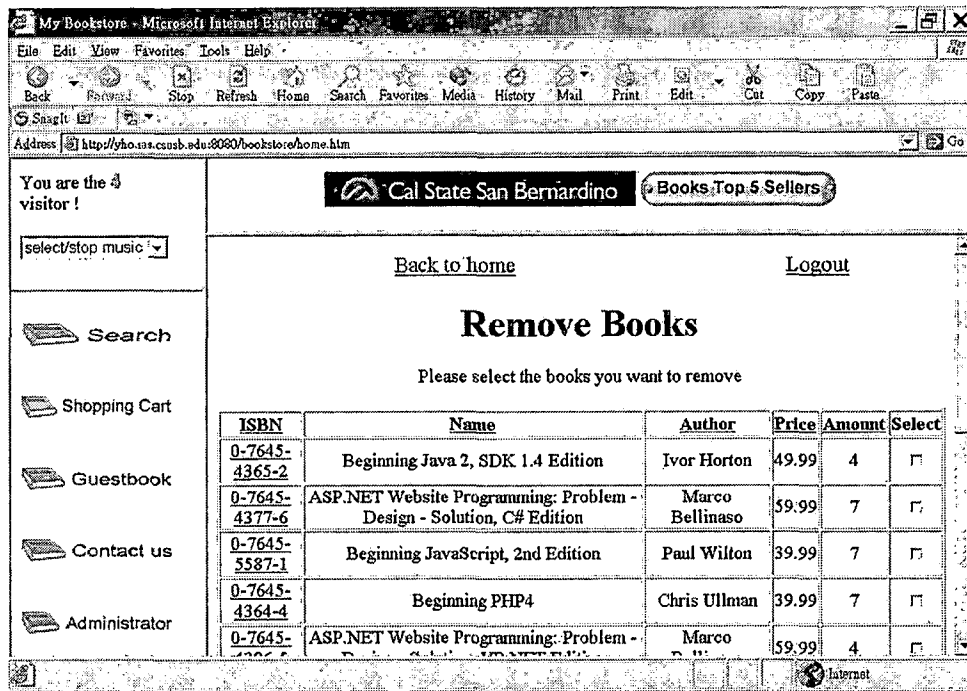 My Bookstore - Microsoft Internet Explorer
File Edit View Favorites Tools Help
Back Forward Stop Refresh Home Search Favorites Media History Mail Print Edit Cut Copy Paste
SnagIt
Address http://yho.ias.csusb.edu:8080/bookstore/home.htm Go
You are the 4
visitor !
select/stop music
Cal State San Bernardino
Books Top 5 Sellers
Search
Shopping Cart
Guestbook
Contact us
Administrator
Back to home Logout
Remove Books
Please select the books you want to remove
ISBN Name Author Price Amount Select
0-7645-4365-2 Beginning Java 2, SDK 1.4 Edition Ivor Horton 49.99 4
0-7645-4377-6 ASP.NET Website Programming: Problem - Design - Solution, C# Edition Marco Bellinaso 59.99 7
0-7645-5587-1 Beginning JavaScript, 2nd Edition Paul Wilton 39.99 7
0-7645-4364-4 Beginning PHP4 Chris Ullman 39.99 7
0-7645- ASP.NET Website Programming: Problem - Marco 59.99 4
Internet